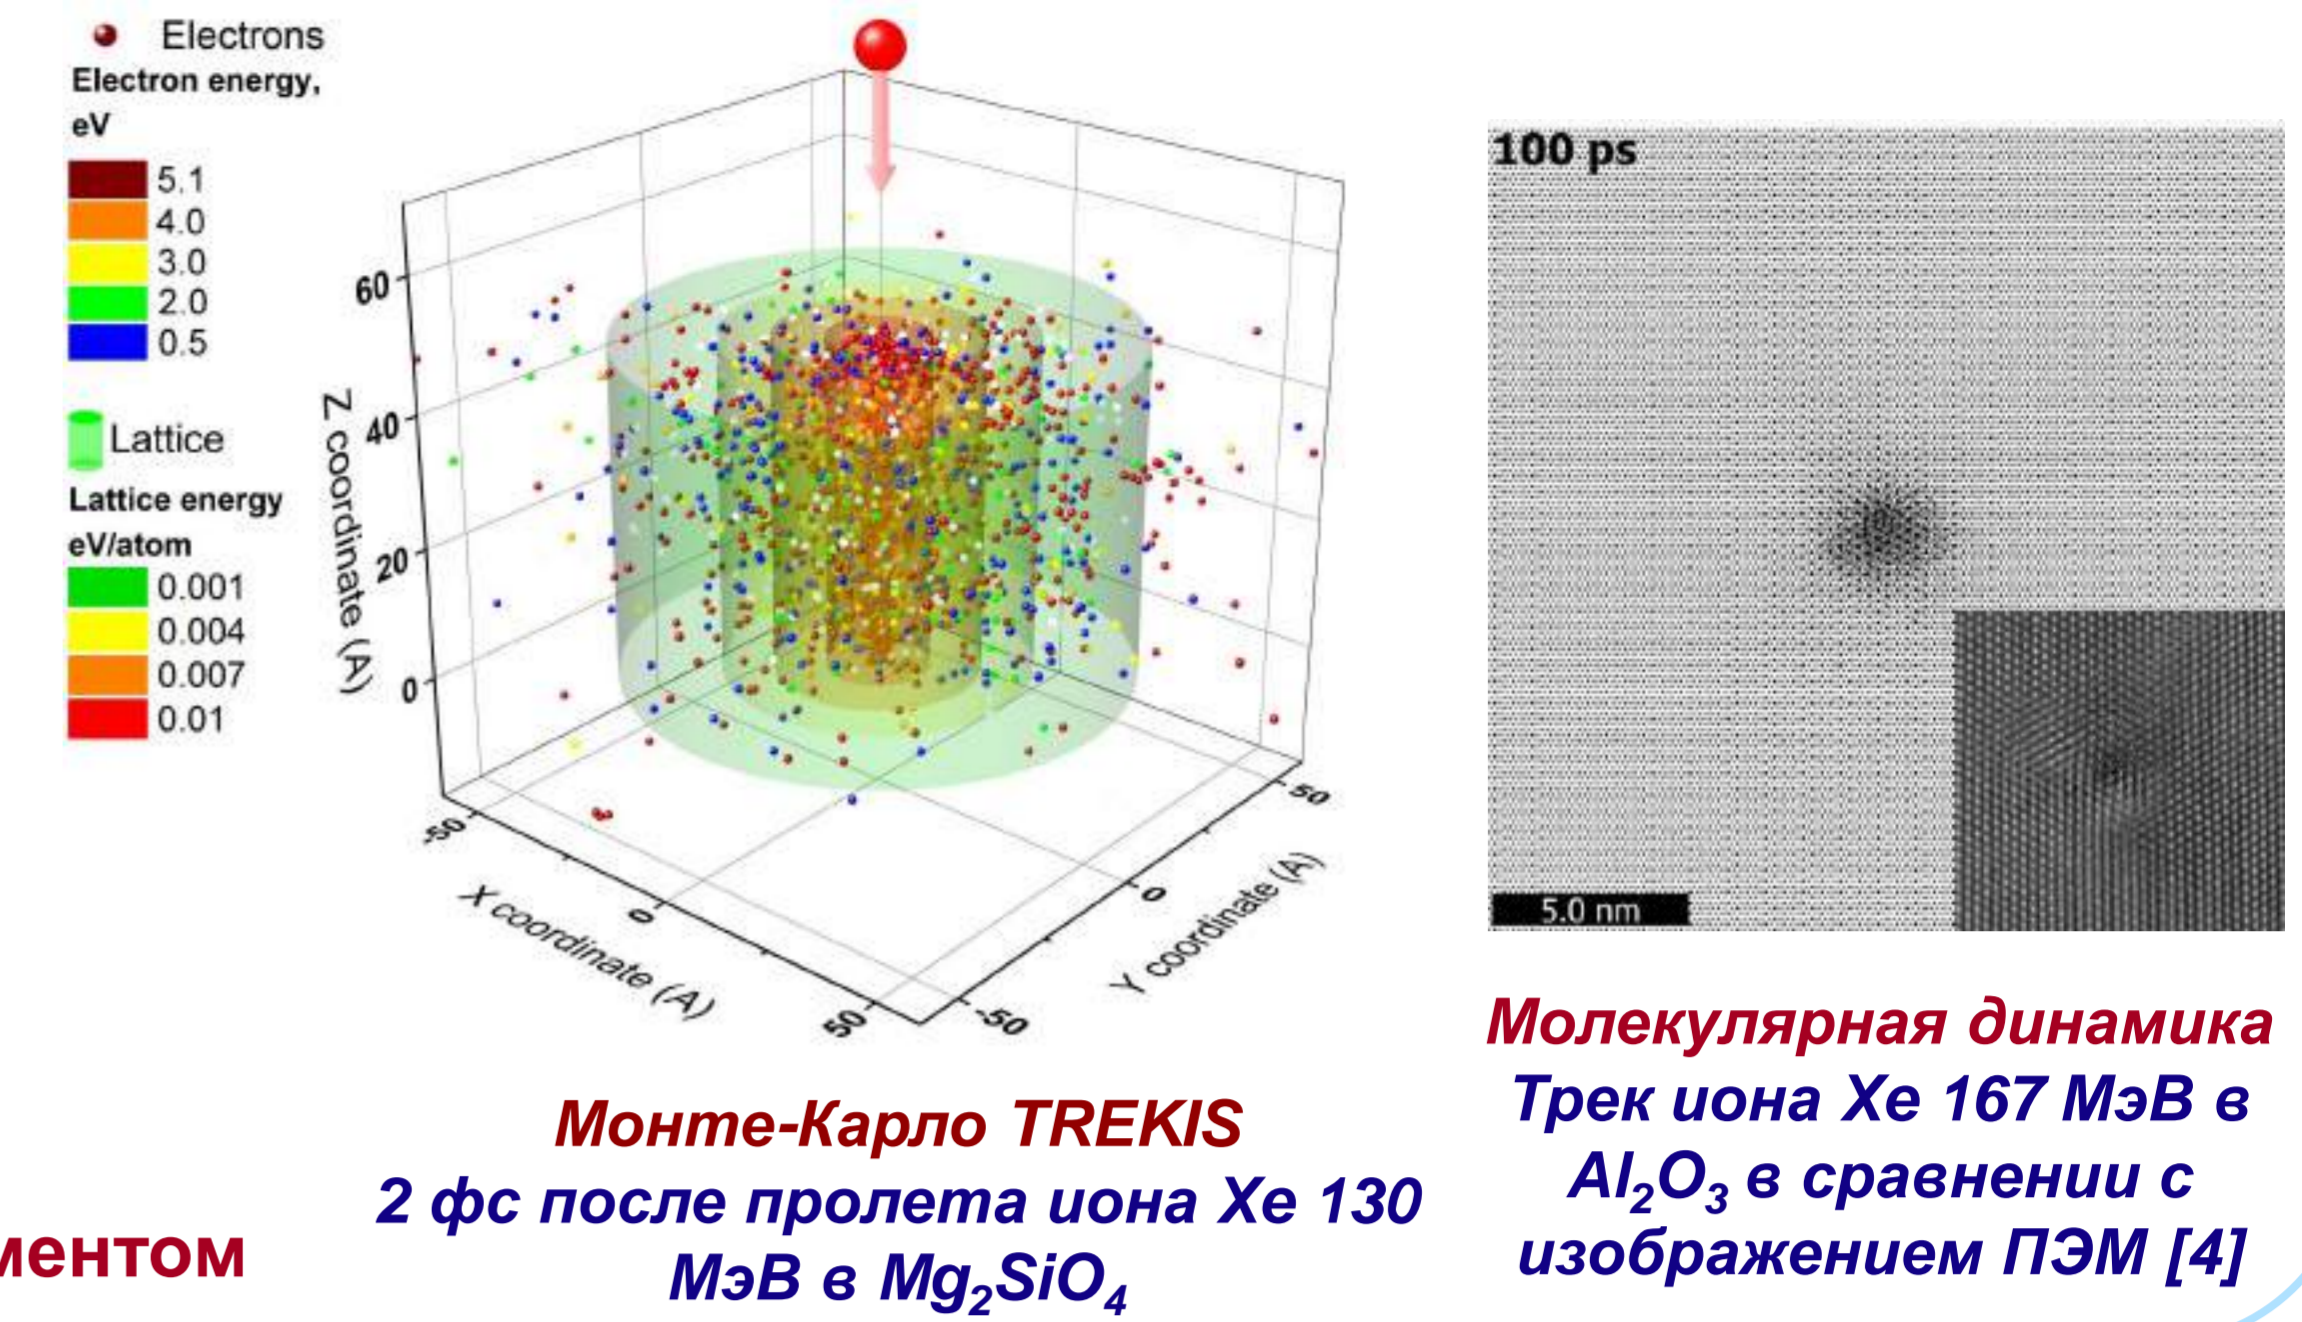 Electrons
Electron energy,
eV
5.1
4.0
3.0
2.0
0.5
Lattice
Lattice energy
eV/atom
0.001
0.004
0.007
0.01
Z coordinate (A)
60
40
20
0
X coordinate (A)
-50
0
50
Y coordinate (A)
-50
0
50
100 ps
5.0 nm
Монте-Карло TREKIS
2 фс после пролета иона Xe 130
МэВ в Mg₂SiO₄
Молекулярная динамика
Трек иона Xe 167 МэВ в
Al₂O₃ в сравнении с
изображением ПЭМ [4]
ментом